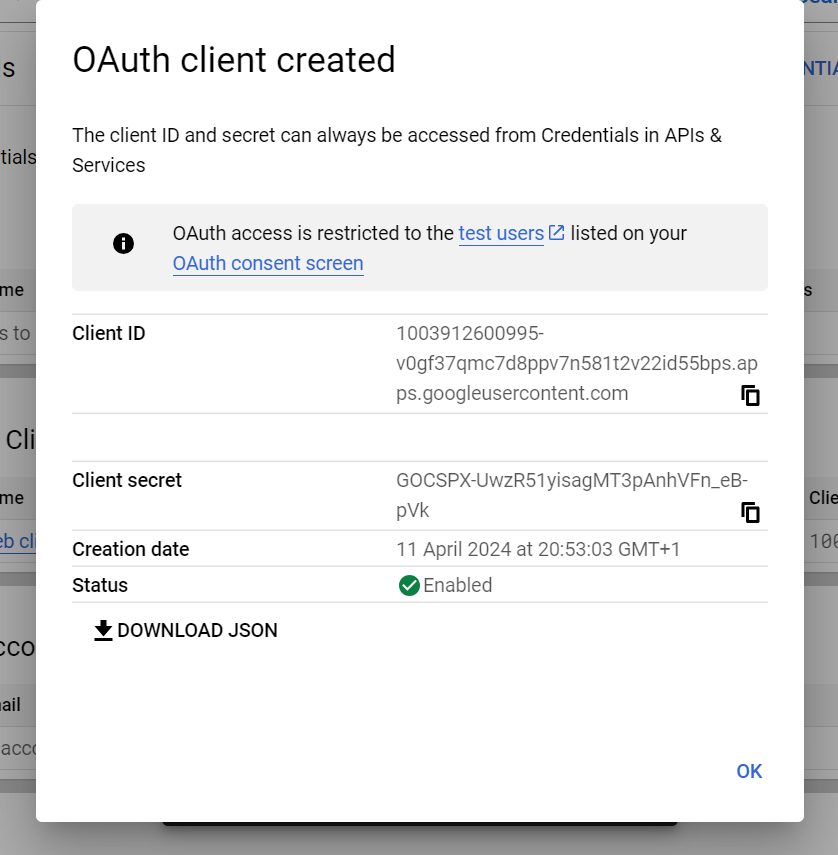 OAuth client created
The client ID and secret can always be accessed from Credentials in APIs &
Services
OAuth access is restricted to the test users listed on your
OAuth consent screen
Client ID
1003912600995-
v0gf37qmc7d8ppv7n581t2v22id55bps.ap
ps.googleusercontent.com
Client secret
GOCSPX-UwzR51yisagMT3pAnhVFn_eB-
pVk
Creation date
11 April 2024 at 20:53:03 GMT+1
Status
Enabled
DOWNLOAD JSON
OK